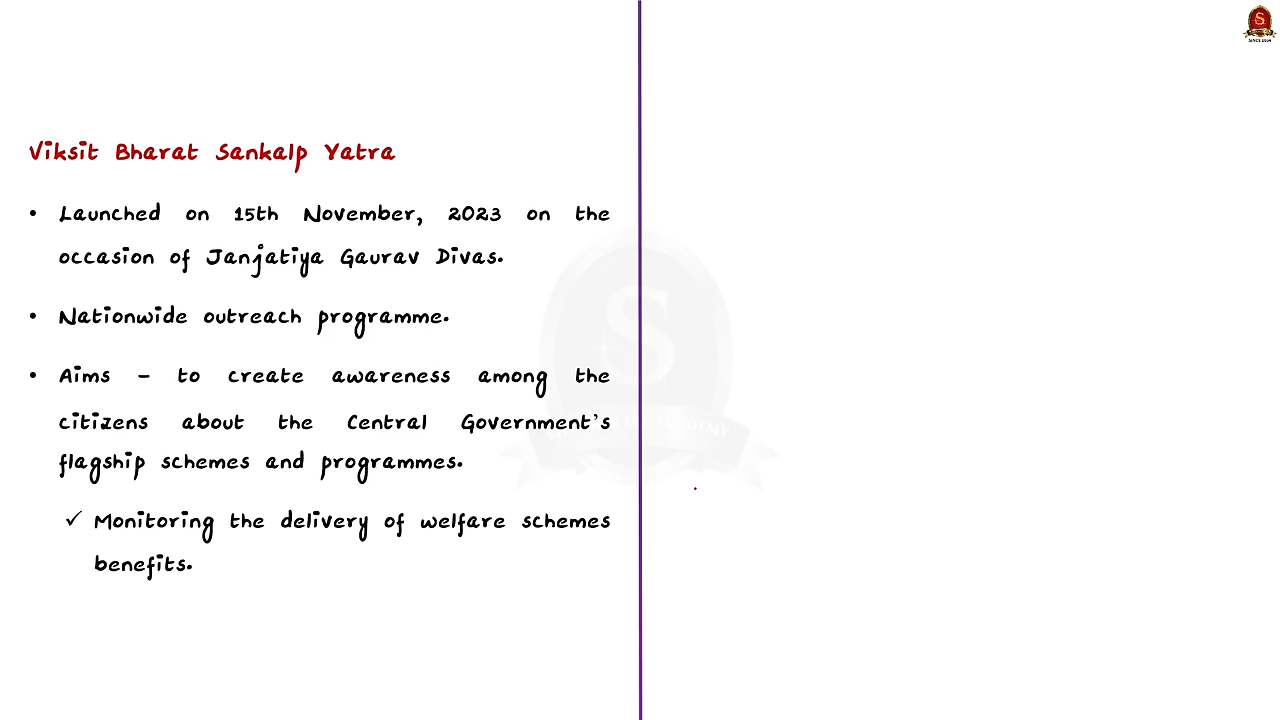 Viksit Bharat Sankalp Yatra
• Launched on 15th November, 2023 on the
occasion of Janjatiya Gaurav Divas.
• Nationwide outreach programme.
• Aims – to create awareness among the
citizens about the Central Government's
flagship schemes and programmes.
✓ Monitoring the delivery of welfare schemes
benefits.
S